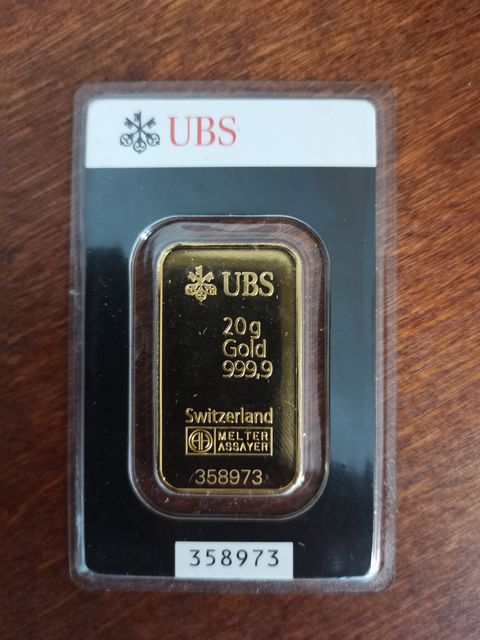 UBS
UBS
20g
Gold
999,9
Switzerland
MELTER
ASSAYER
358973
358973